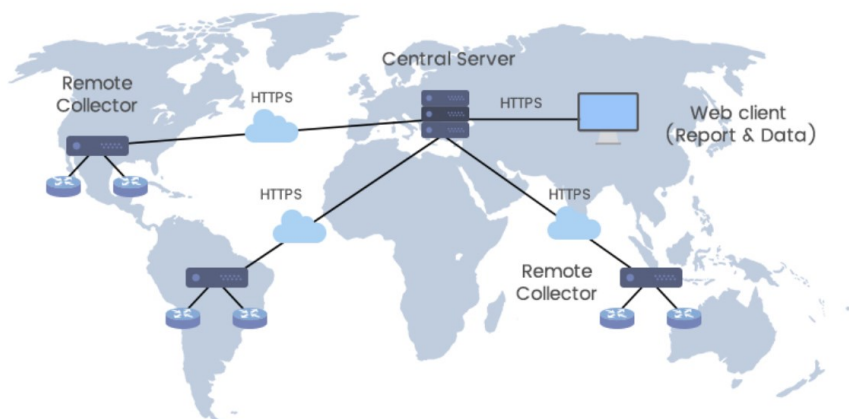 Central Server
Remote
Collector
HTTPS
HTTPS
Web client
(Report & Data)
HTTPS
HTTPS
Remote
Collector